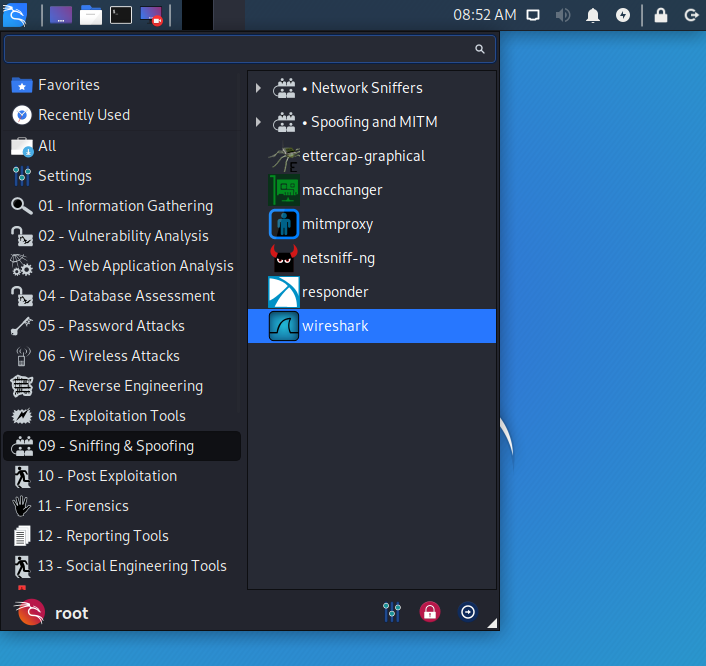 08:52 AM
Favorites
Recently Used
All
Settings
01 - Information Gathering
02 - Vulnerability Analysis
03 - Web Application Analysis
04 - Database Assessment
05 - Password Attacks
06 - Wireless Attacks
07 - Reverse Engineering
08 - Exploitation Tools
09 - Sniffing & Spoofing
10 - Post Exploitation
11 - Forensics
12 - Reporting Tools
13 - Social Engineering Tools
• Network Sniffers
• Spoofing and MITM
ettercap-graphical
macchanger
mitmproxy
netsniff-ng
responder
wireshark
root